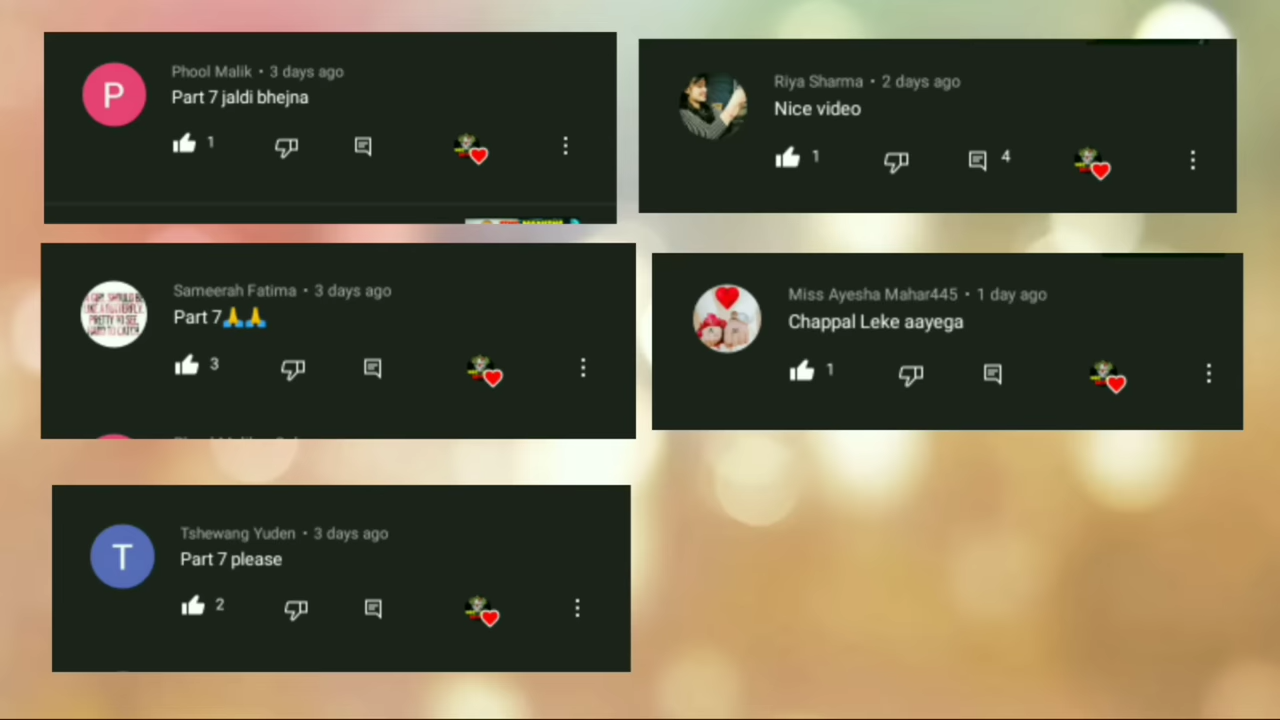 Phool Malik • 3 days ago
Part 7 jaldi bhejna
1
Riya Sharma • 2 days ago
Nice video
1 4
Sameerah Fatima • 3 days ago
Part 7🙏🙏
3
Miss Ayesha Mahar445 • 1 day ago
Chappal Leke aayega
1
Tshewang Yuden • 3 days ago
Part 7 please
2
P
T